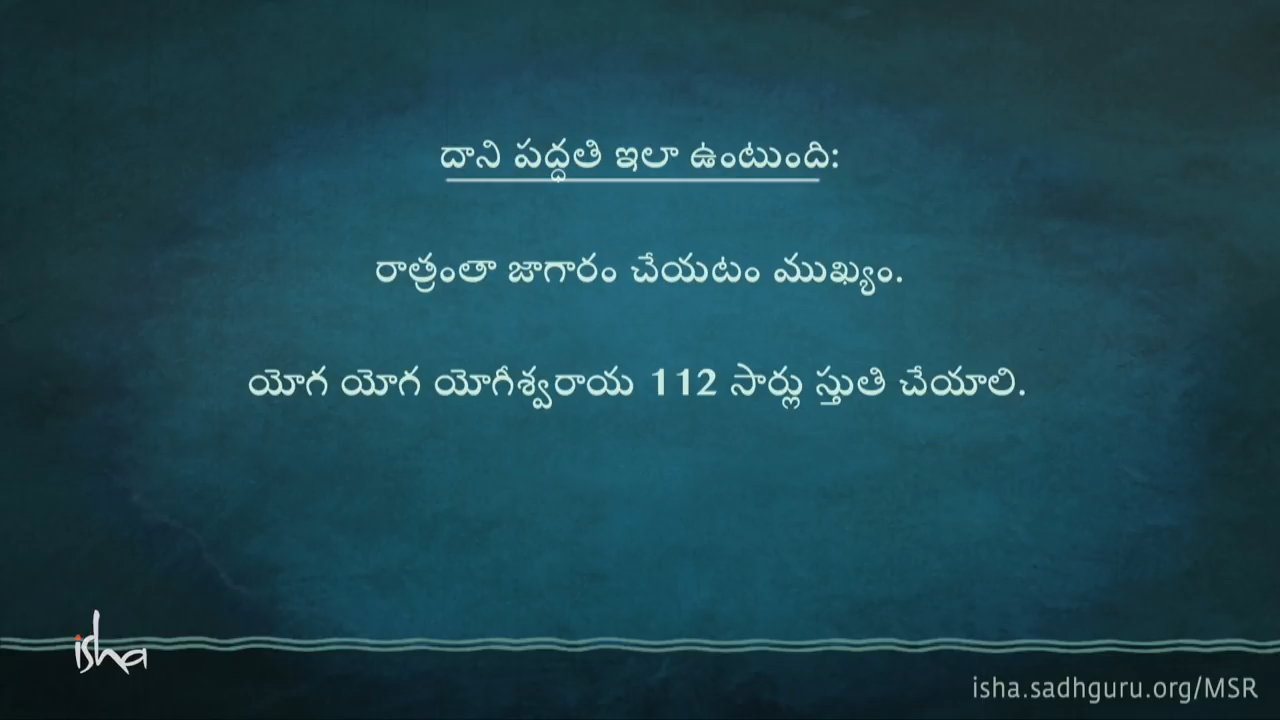 దాని పద్ధతి ఇలా ఉంటుంది:
రాత్రంతా జాగారం చేయటం ముఖ్యం.
యోగ యోగ యోగీశ్వరాయ 112 సార్లు స్తుతి చేయాలి.
isha
isha.sadhguru.org/MSR